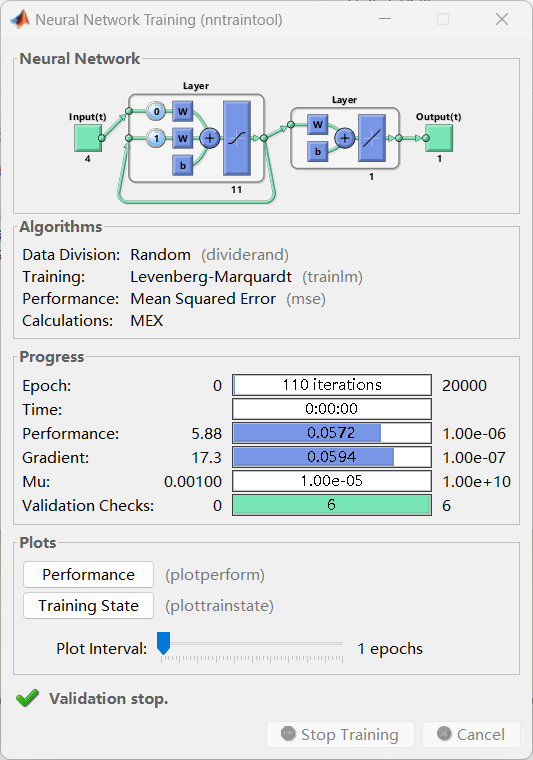 Neural Network Training (nntraintool)
Neural Network
Layer
Layer
Input(t)
Output(t)
0 W
1 W
W
b
b
4
11
1
1
Algorithms
Data Division: Random (dividerand)
Training: Levenberg-Marquardt (trainlm)
Performance: Mean Squared Error (mse)
Calculations: MEX
Progress
Epoch: 0 110 iterations 20000
Time: 0:00:00
Performance: 5.88 0.0572 1.00e-06
Gradient: 17.3 0.0594 1.00e-07
Mu: 0.00100 1.00e-05 1.00e+10
Validation Checks: 0 6 6
Plots
Performance (plotperform)
Training State (plottrainstate)
Plot Interval: 1 epochs
Validation stop.
Stop Training Cancel